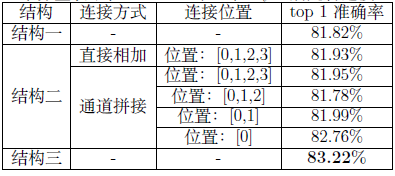 结构 连接方式 连接位置 top 1 准确率
结构一 - - 81.82%
结构二 直接相加 位置：[0,1,2,3] 81.93%
通道拼接 位置：[0,1,2,3] 81.95%
位置：[0,1,2] 81.78%
位置：[0,1] 81.99%
位置：[0] 82.76%
结构三 - - 83.22%